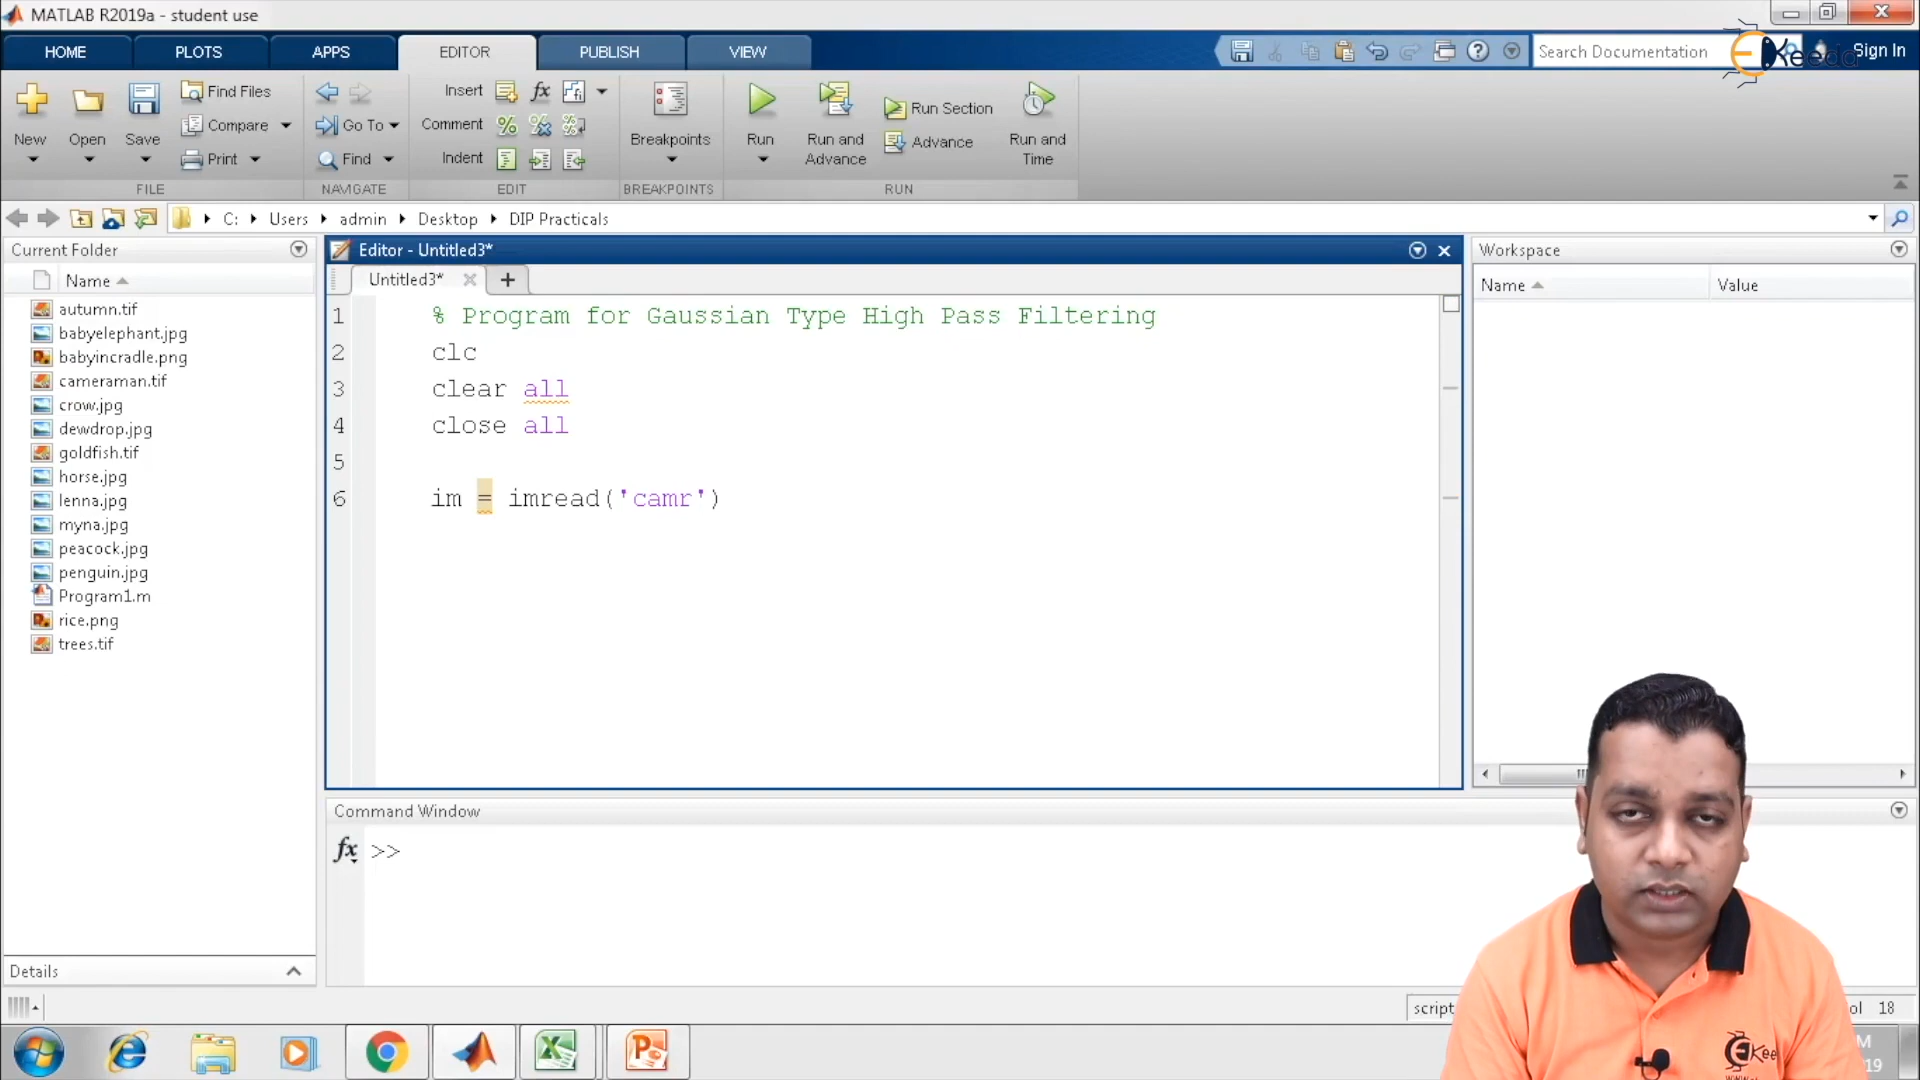 MATLAB R2019a - student use
HOME PLOTS APPS EDITOR PUBLISH VIEW
Search Documentation
Sign In
Find Files
Insert
Compare Go To Comment
Run Section
New Open Save Print Find Indent
Breakpoints Run Run and Advance
Advance Run and Time
FILE NAVIGATE EDIT BREAKPOINTS RUN
C: Users admin Desktop DIP Practicals
Current Folder
Name
autumn.tif
babyelephant.jpg
babyincradle.png
cameraman.tif
crow.jpg
dewdrop.jpg
goldfish.tif
horse.jpg
lenna.jpg
myna.jpg
peacock.jpg
penguin.jpg
Program1.m
rice.png
trees.tif
Details
Editor - Untitled3*
Untitled3*
1 % Program for Gaussian Type High Pass Filtering
2 clc
3 clear all
4 close all
5
6 im = imread('camr')
Workspace
Name Value
Command Window
fx >>
script
18